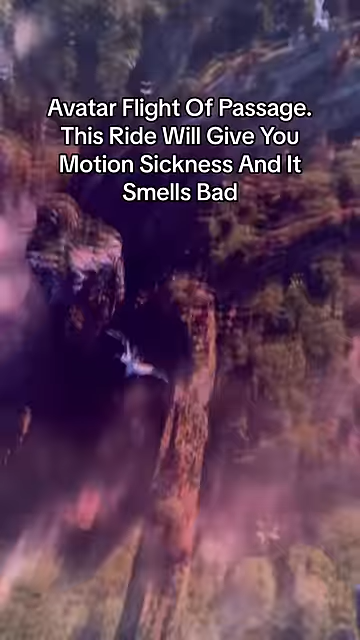 Avatar Flight Of Passage.
This Ride Will Give You
Motion Sickness And It
Smells Bad